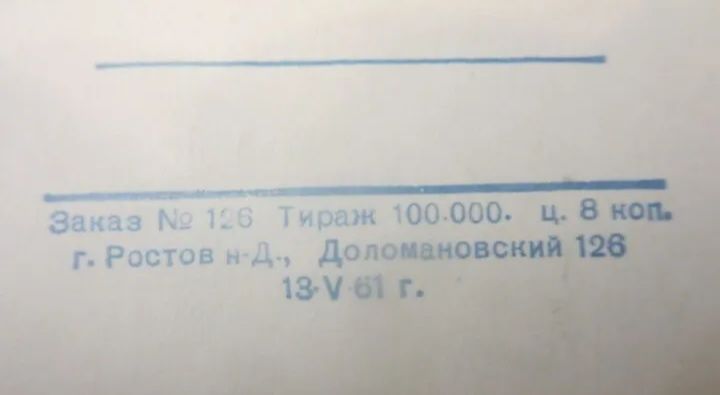 Заказ № 126 Тираж 100.000. ц. 8 коп.
г. Ростов н-Д., Доломановский 126
13·V·61 г.